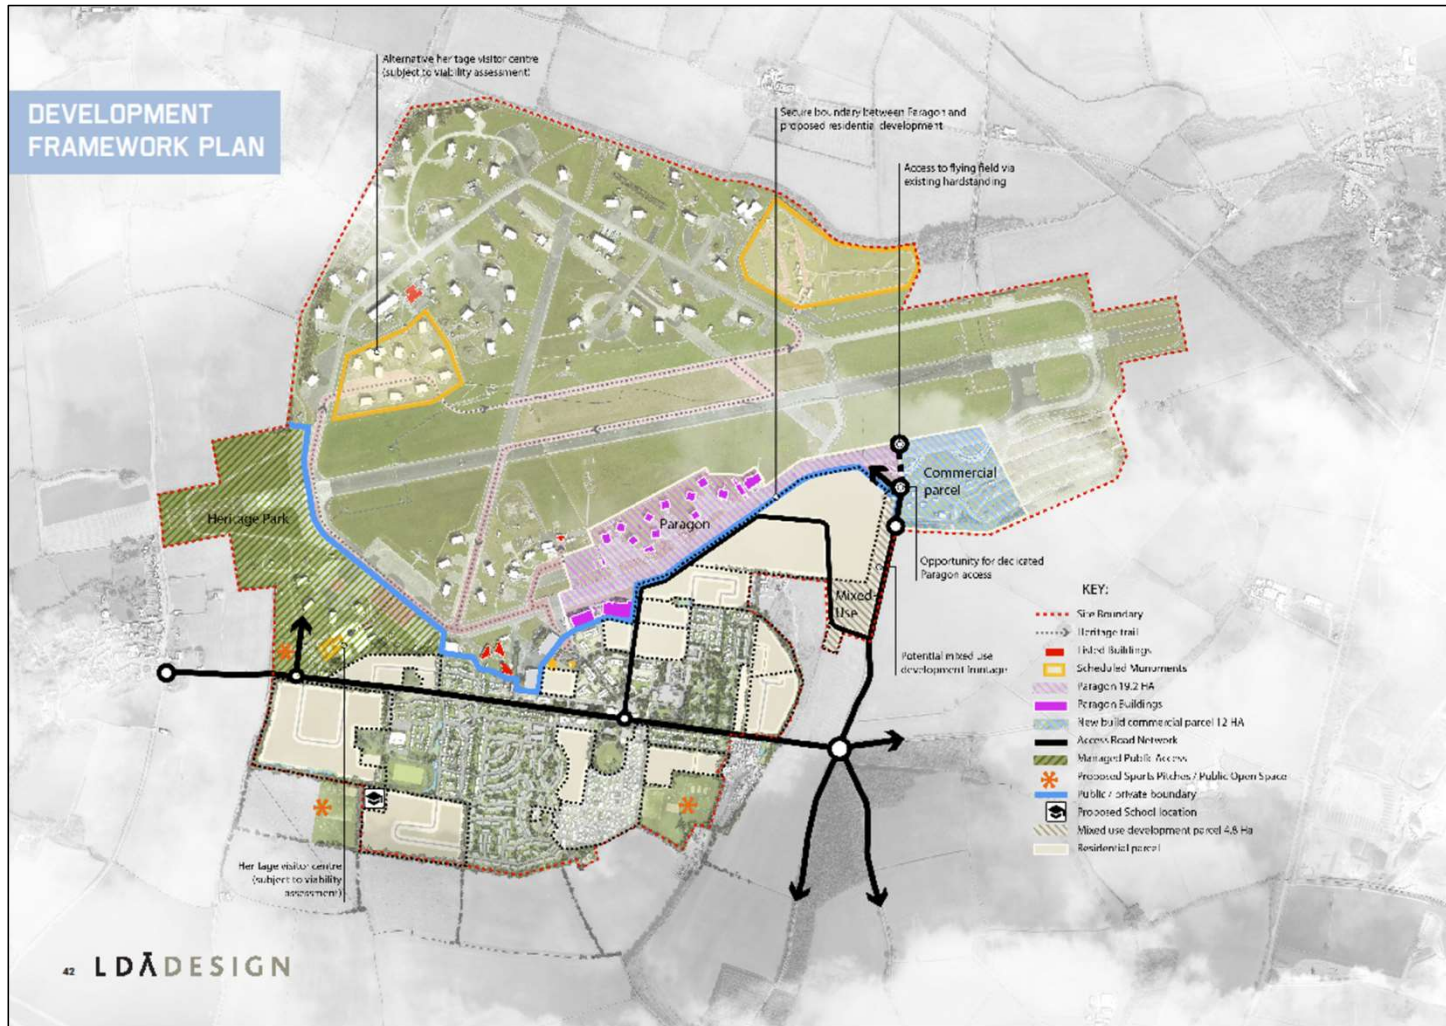 DEVELOPMENT
FRAMEWORK PLAN
Alternative heritage visitor centre
(subject to viability assessment)
Secure boundary between Paragon and
proposed residential development
Access to flying field via
existing hardstanding
Commercial
parcel
Heritage Park
Paragon
Opportunity for dedicated
Paragon access
Mixed-
Use
Potential mixed use
development frontage
Heritage visitor centre
(subject to viability
assessment)
KEY:
Site Boundary
Heritage trail
Listed Buildings
Scheduled Monuments
Paragon 19.2 HA
Paragon Buildings
New build commercial parcel 12 HA
Access Road Network
Managed Public Access
Proposed Sports Pitches / Public Open Space
Public / private boundary
Proposed School location
Mixed use development parcel 4.8 Ha
Residential parcel
42 LDĀDESIGN